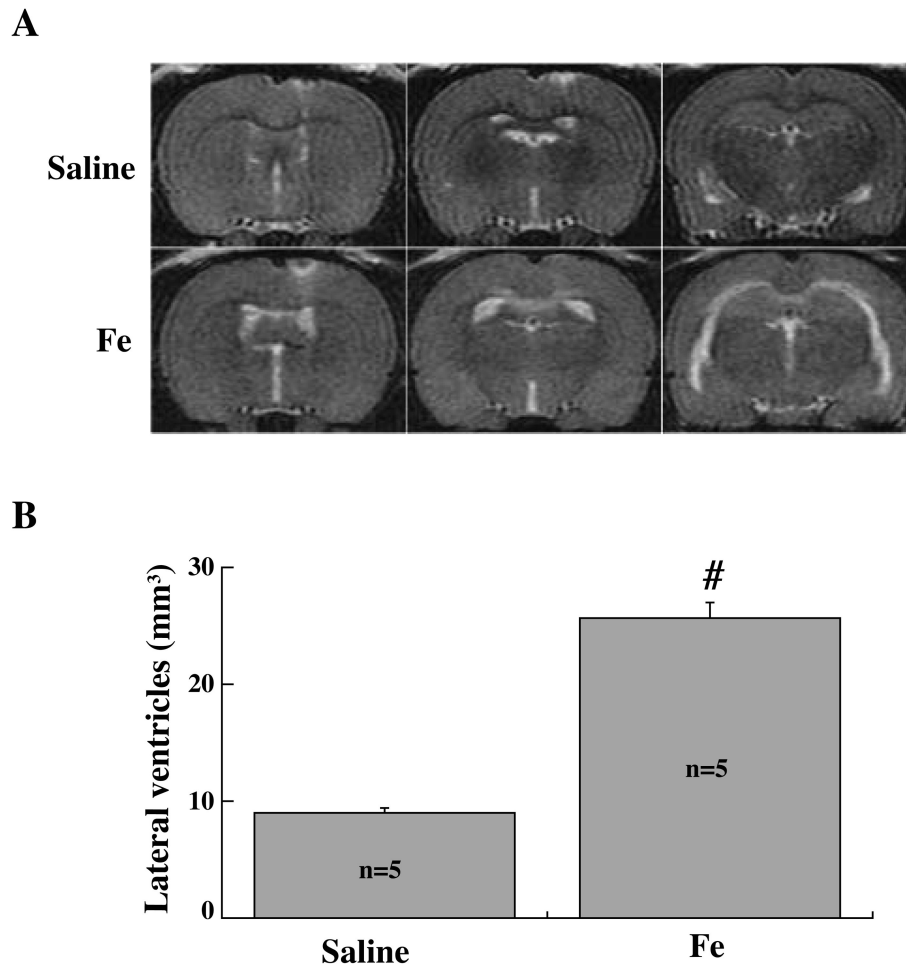 A
Saline
Fe
B
Lateral ventricles (mm³)
30
20
10
0
#
n=5
n=5
Saline
Fe